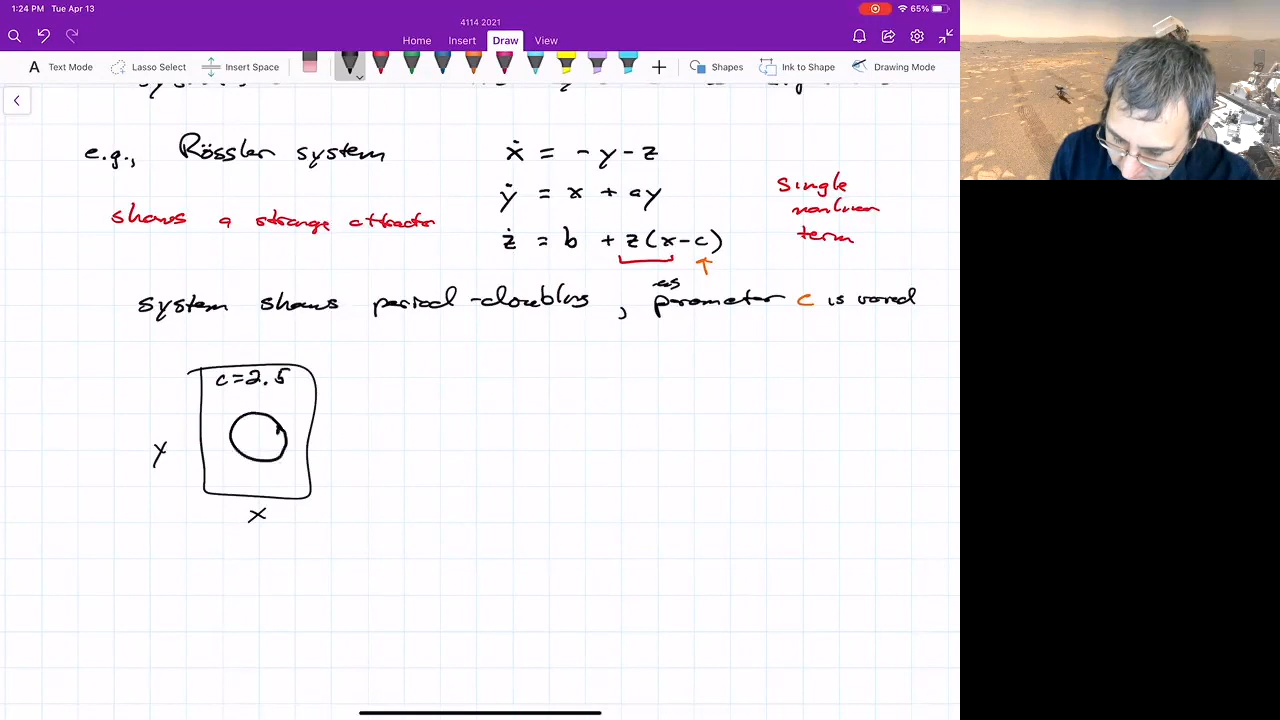 1:24 PM Tue Apr 13
65%
4114 2021
Home Insert Draw View
Text Mode Lasso Select Insert Space Shapes Ink to Shape Drawing Mode
e.g., Rössler system
ẋ = -y-z
ẏ = x + ay
ż = b + z(x-c)
shows a strange attractor
single
nonlinear
term
system shows period-doubling, as parameter c is varied
c=2.5
y
x